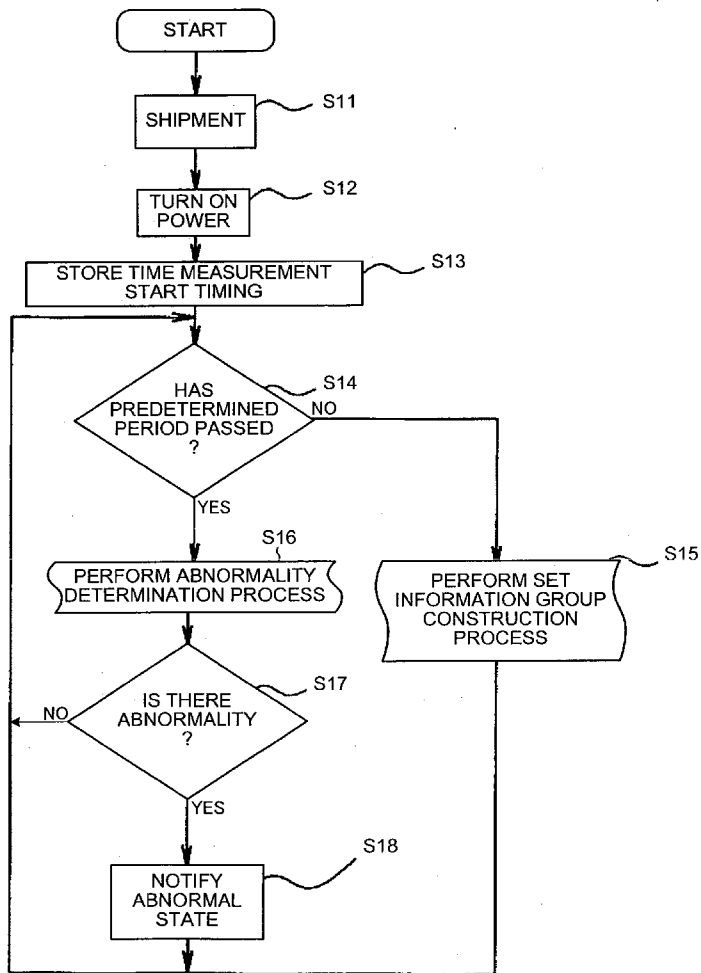 START
SHIPMENT
S11
TURN ON
POWER
S12
STORE TIME MEASUREMENT
START TIMING
S13
HAS
PREDETERMINED
PERIOD PASSED
?
S14
NO
YES
S16
PERFORM ABNORMALITY
DETERMINATION PROCESS
S15
PERFORM SET
INFORMATION GROUP
CONSTRUCTION
PROCESS
S17
IS THERE
ABNORMALITY
?
NO
YES
S18
NOTIFY
ABNORMAL
STATE